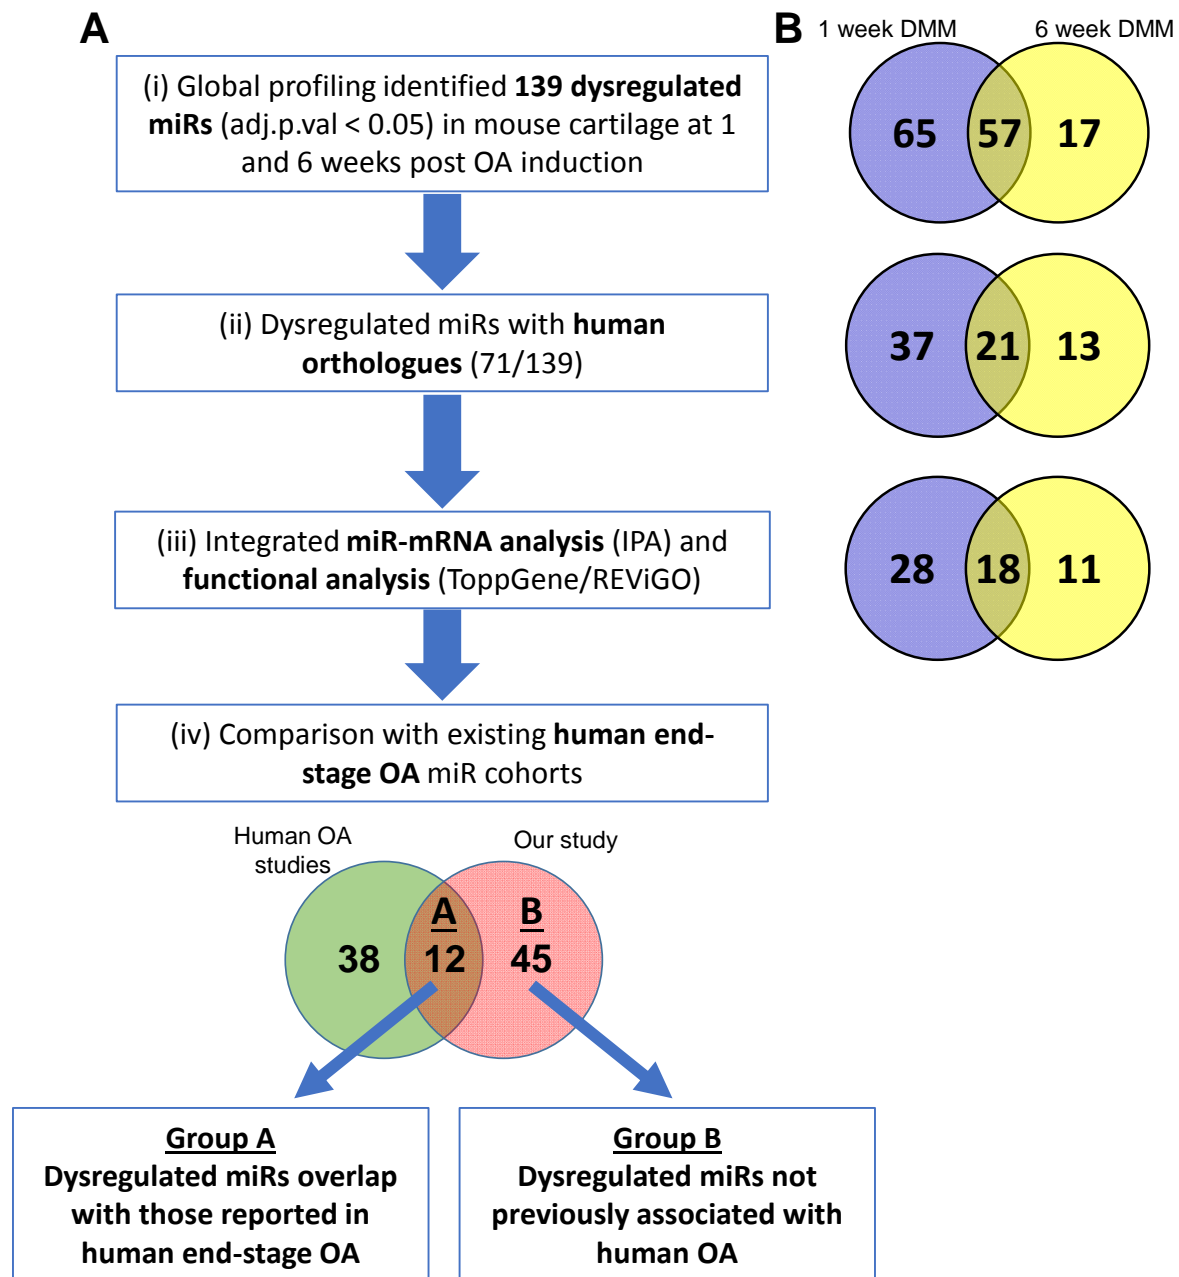 A
(i) Global profiling identified 139 dysregulated
miRs (adj.p.val < 0.05) in mouse cartilage at 1
and 6 weeks post OA induction
(ii) Dysregulated miRs with human
orthologues (71/139)
(iii) Integrated miR-mRNA analysis (IPA) and
functional analysis (ToppGene/REViGO)
(iv) Comparison with existing human end-
stage OA miR cohorts
Human OA
studies
Our study
A
B
38
12
45
Group A
Dysregulated miRs overlap
with those reported in
human end-stage OA
Group B
Dysregulated miRs not
previously associated with
human OA
B
1 week DMM
6 week DMM
65
57
17
37
21
13
28
18
11